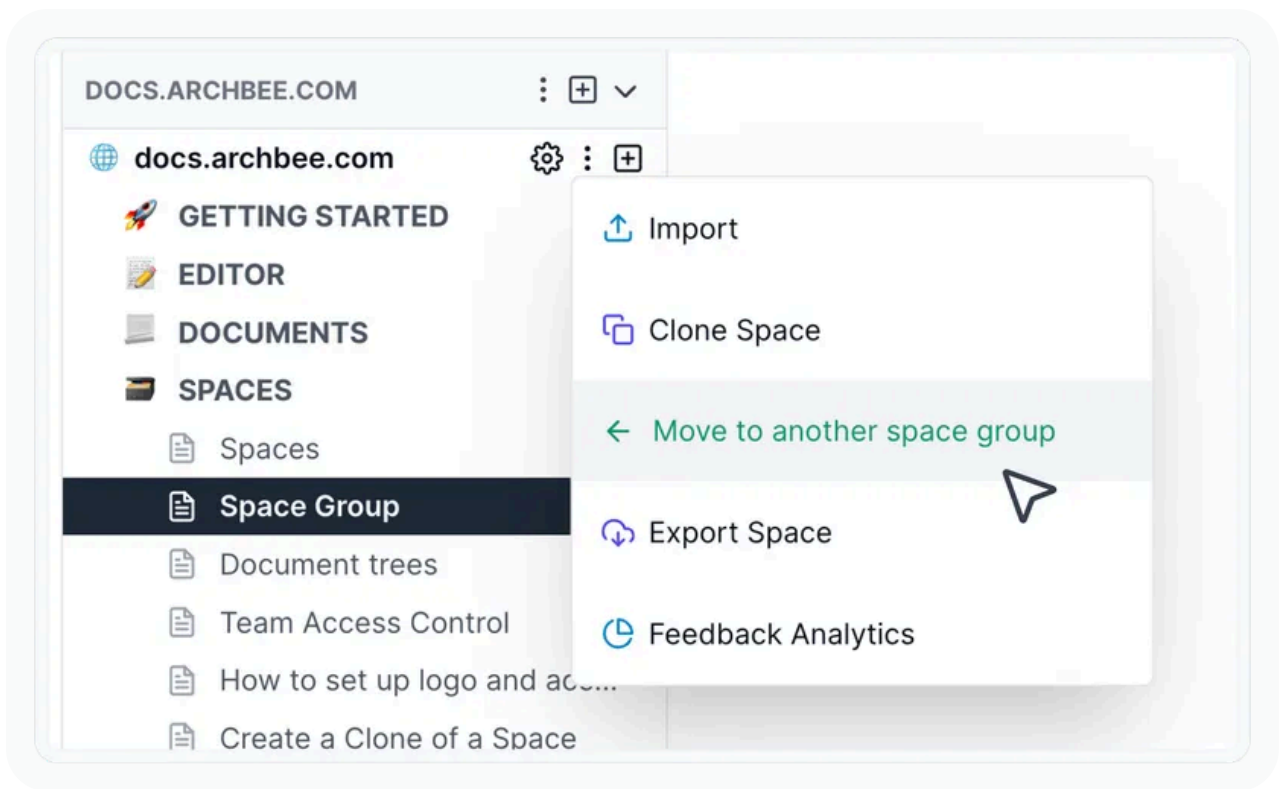 DOCS.ARCHBEE.COM
docs.archbee.com
GETTING STARTED
EDITOR
DOCUMENTS
SPACES
Spaces
Space Group
Document trees
Team Access Control
How to set up logo and acc...
Create a Clone of a Space
Import
Clone Space
Move to another space group
Export Space
Feedback Analytics